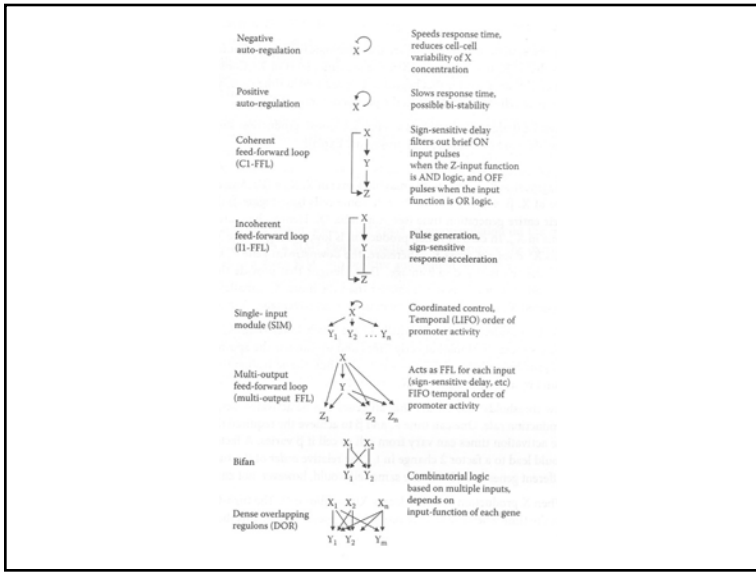 Negative
auto-regulation
X
Speeds response time,
reduces cell-cell
variability of X
concentration
Positive
auto-regulation
X
Slows response time,
possible bi-stability
Coherent
feed-forward loop
(C1-FFL)
X
Y
Z
Sign-sensitive delay
filters out brief ON
input pulses
when the Z-input function
is AND logic, and OFF
pulses when the input
function is OR logic.
Incoherent
feed-forward loop
(I1-FFL)
X
Y
Z
Pulse generation,
sign-sensitive
response acceleration
Single- input
module (SIM)
X
Y1 Y2 ... Yn
Coordinated control,
Temporal (LIFO) order of
promoter activity
Multi-output
feed-forward loop
(multi-output FFL)
X
Y
Z1 Z2 Zn
Acts as FFL for each input
(sign-sensitive delay, etc)
FIFO temporal order of
promoter activity
Bifan
X1 X2
Y1 Y2
Dense overlapping
regulons (DOR)
X1 X2 Xn
Y1 Y2 Ym
Combinatorial logic
based on multiple inputs,
depends on
input-function of each gene